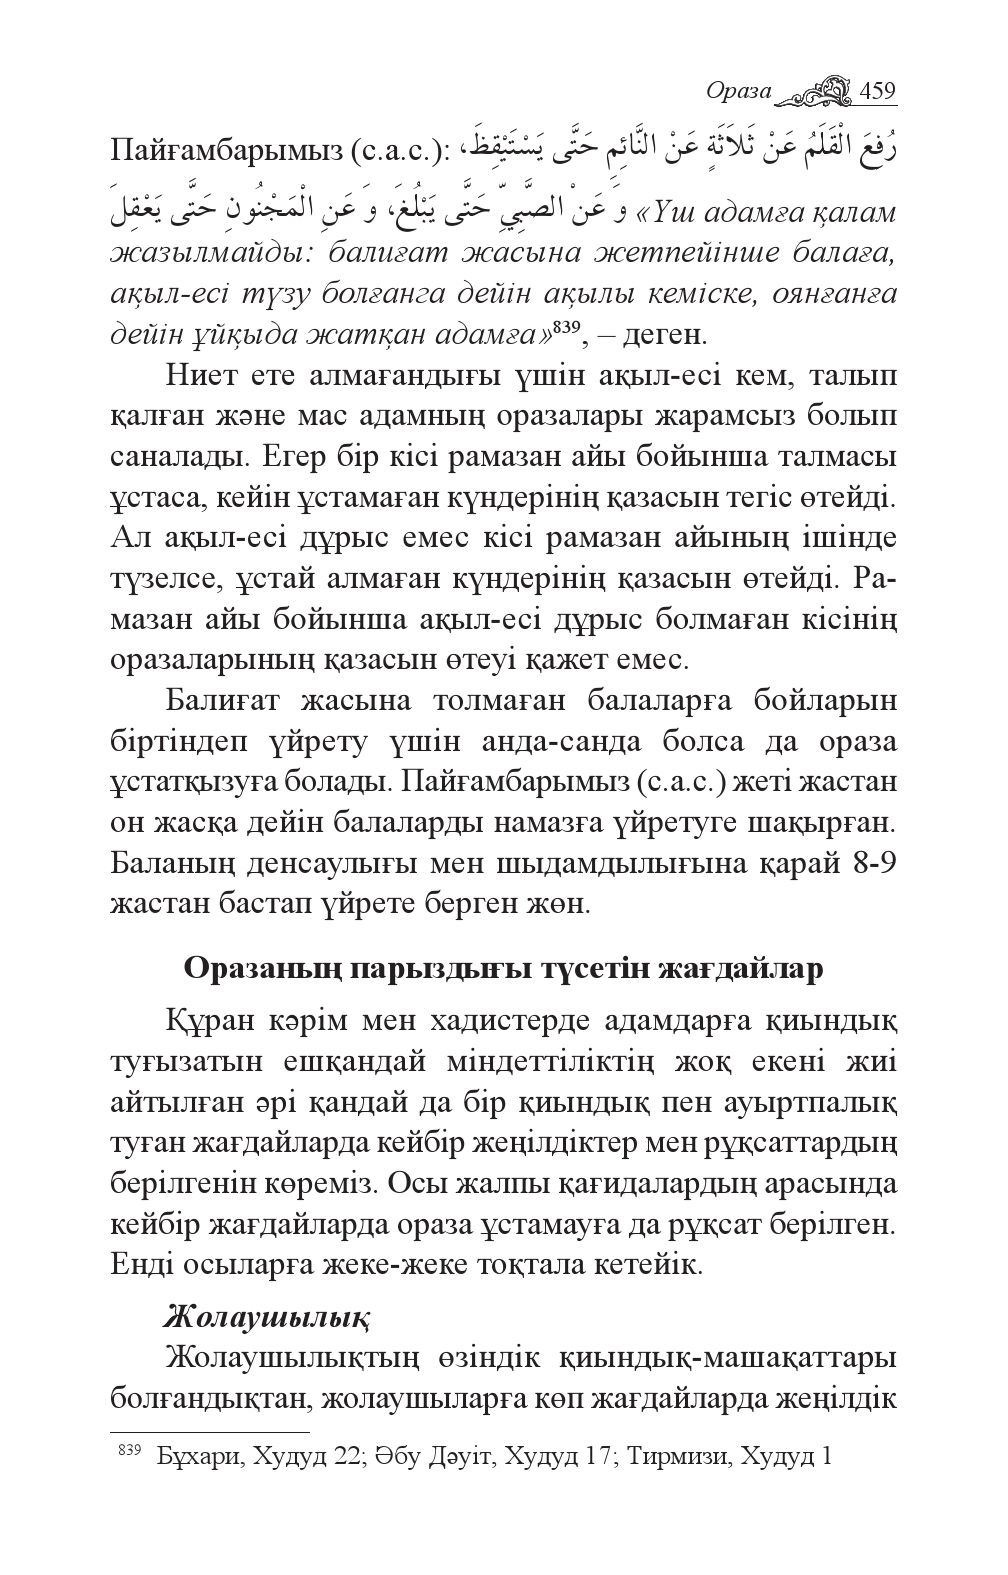 Ораза 459
Пайғамбарымыз (с.а.с.): رُفِعَ الْقَلَمُ عَنْ ثَلاَثَةٍ عَنْ النَّائِمِ حَتَّى يَسْتَيْقِظَ،
وَ عَنْ الصَّبِيِّ حَتَّى يَبْلُغَ، وَ عَنِ الْمَجْنُونِ حَتَّى يَعْقِلَ «Үш адамға қалам
жазылмайды: балиғат жасына жетпейінше балаға,
ақыл-есі түзу болғанга дейін ақылы кеміске, оянғанға
дейін ұйқыда жатқан адамға»839, – деген.
Ниет ете алмағандығы үшін ақыл-есі кем, талып
қалған және мас адамның оразалары жарамсыз болып
саналады. Егер бір кісі рамазан айы бойынша талмасы
ұстаса, кейін ұстамаған күндерінің қазасын тегіс өтейді.
Ал ақыл-есі дұрыс емес кісі рамазан айының ішінде
түзелсе, ұстай алмаған күндерінің қазасын өтейді. Ра-
мазан айы бойынша ақыл-есі дұрыс болмаған кісінің
оразаларының қазасын өтеуі қажет емес.
Балиғат жасына толмаған балаларға бойларын
біртіндеп үйрету үшін анда-санда болса да ораза
ұстатқызуға болады. Пайғамбарымыз (с.а.с.) жеті жастан
он жасқа дейін балаларды намазға үйретуге шақырған.
Баланың денсаулығы мен шыдамдылығына қарай 8-9
жастан бастап үйрете берген жөн.
Оразаның парыздығы түсетін жағдайлар
Құран кәрім мен хадистерде адамдарға қиындық
туғызатын ешқандай міндеттіліктің жоқ екені жиі
айтылған әрі қандай да бір қиындық пен ауыртпалық
туған жағдайларда кейбір жеңілдіктер мен рұқсаттардың
берілгенін көреміз. Осы жалпы қағидалардың арасында
кейбір жағдайларда ораза ұстамауға да рұқсат берілген.
Енді осыларға жеке-жеке тоқтала кетейік.
Жолаушылық
Жолаушылықтың өзіндік қиындық-машақаттары
болғандықтан, жолаушыларға көп жағдайларда жеңілдік
839 Бұхари, Худуд 22; Әбу Дәуіт, Худуд 17; Тирмизи, Худуд 1